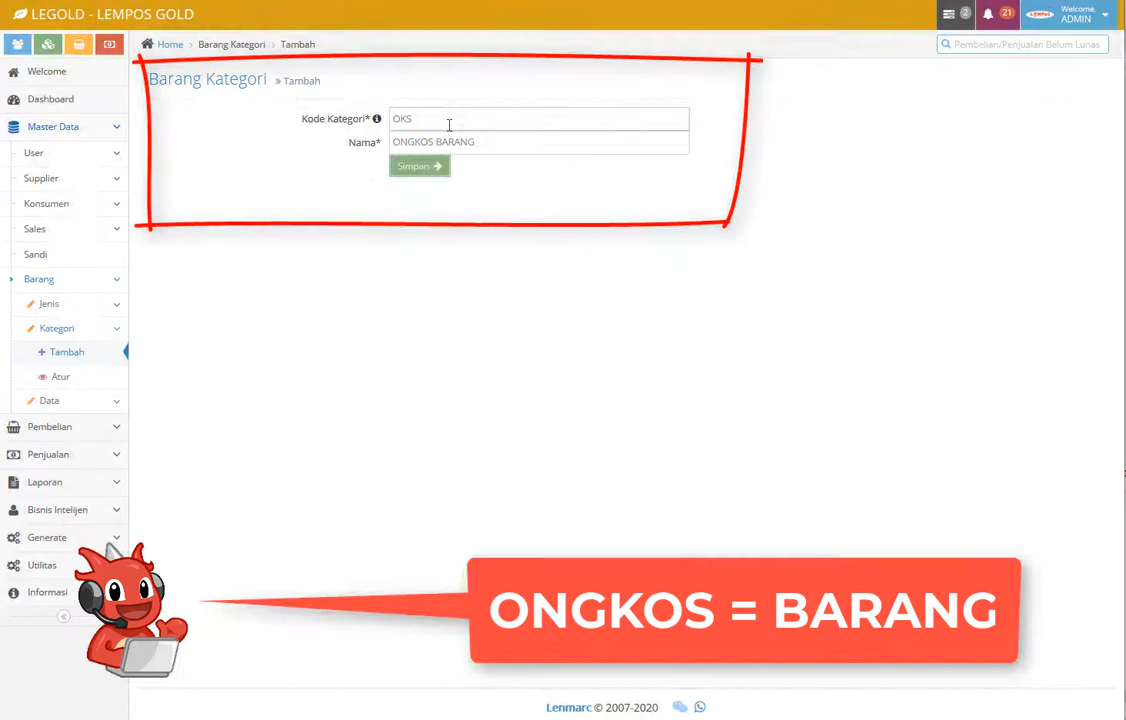 LEGOLD - LEMPOS GOLD
2
21
LEMPOS
Welcome,
ADMIN
Home
Barang Kategori
Tambah
Pembelian/Penjualan Belum Lunas
Welcome
Dashboard
Master Data
User
Supplier
Konsumen
Sales
Sandi
Barang
Jenis
Kategori
Tambah
Atur
Data
Pembelian
Penjualan
Laporan
Bisnis Intelijen
Generate
Utilitas
Informasi
Barang Kategori » Tambah
Kode Kategori* OKS
Nama* ONGKOS BARANG
Simpan
ONGKOS = BARANG
Lenmarc © 2007-2020